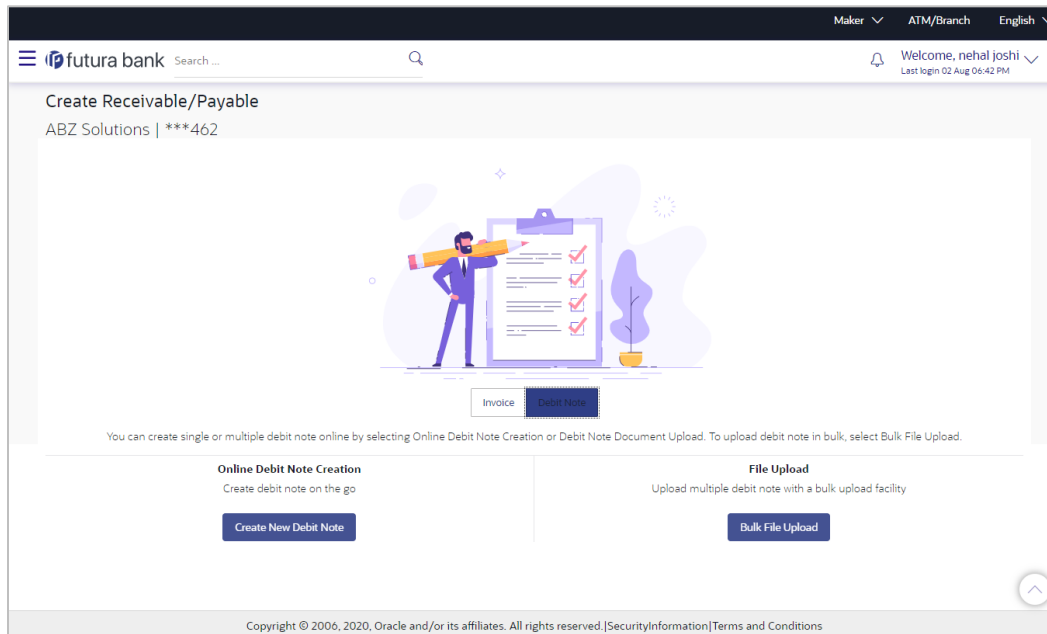 Maker ATM/Branch English
futura bank Search ... Welcome, nehal joshi
Last login 02 Aug 06:42 PM
Create Receivable/Payable
ABZ Solutions | ***462
Invoice Debit Note
You can create single or multiple debit note online by selecting Online Debit Note Creation or Debit Note Document Upload. To upload debit note in bulk, select Bulk File Upload.
Online Debit Note Creation File Upload
Create debit note on the go Upload multiple debit note with a bulk upload facility
Create New Debit Note Bulk File Upload
Copyright © 2006, 2020, Oracle and/or its affiliates. All rights reserved.|SecurityInformation|Terms and Conditions